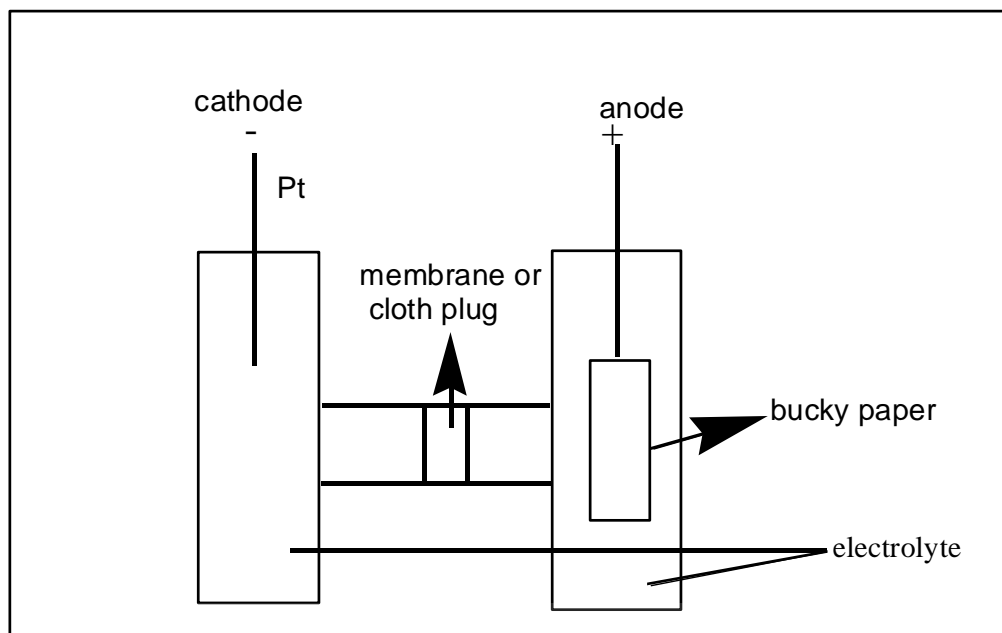 cathode
-
Pt
anode
+
membrane or
cloth plug
bucky paper
electrolyte